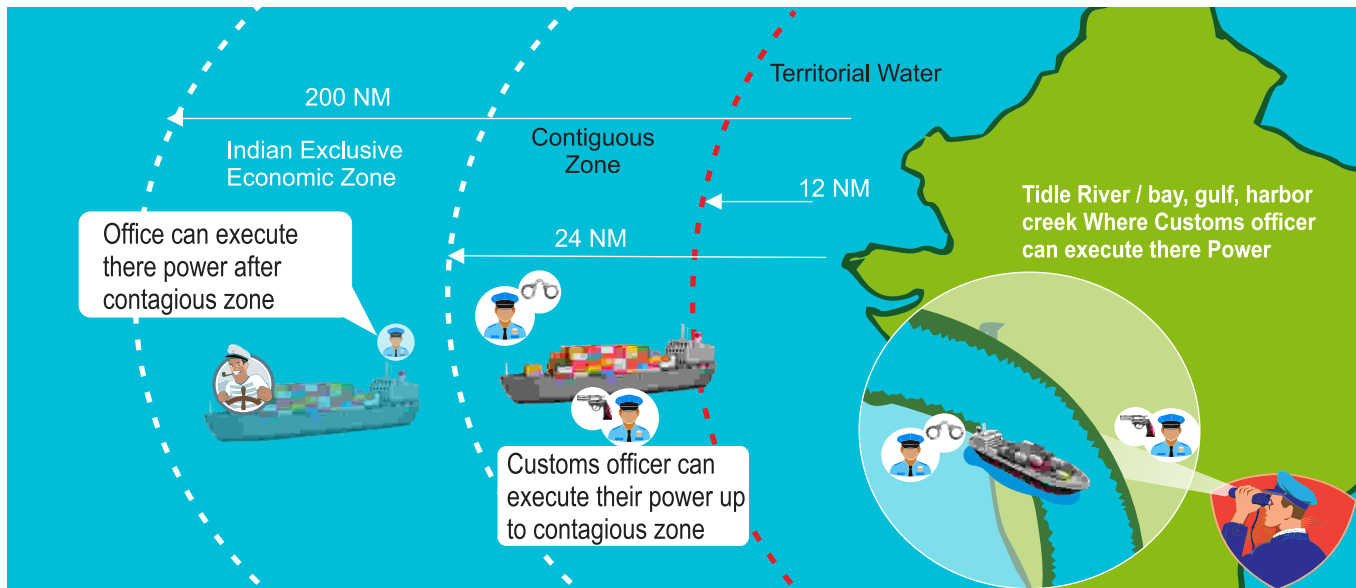 Territorial Water
200 NM
Contiguous
Zone
Indian Exclusive
Economic Zone
12 NM
Tidle River / bay, gulf, harbor
creek Where Customs officer
can execute there Power
Office can execute
there power after
contagious zone
24 NM
Customs officer can
execute their power up
to contagious zone